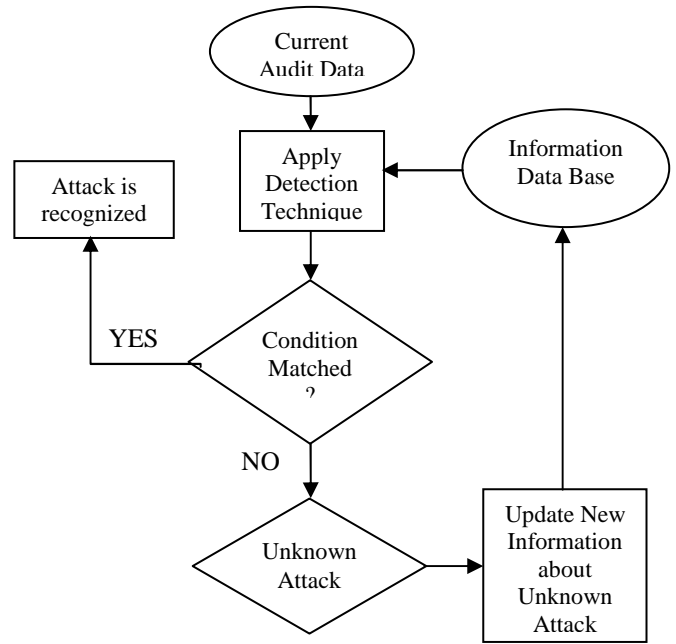 Current
Audit Data
Apply
Detection
Technique
Information
Data Base
Attack is
recognized
YES
Condition
Matched
?
NO
Unknown
Attack
Update New
Information
about
Unknown
Attack